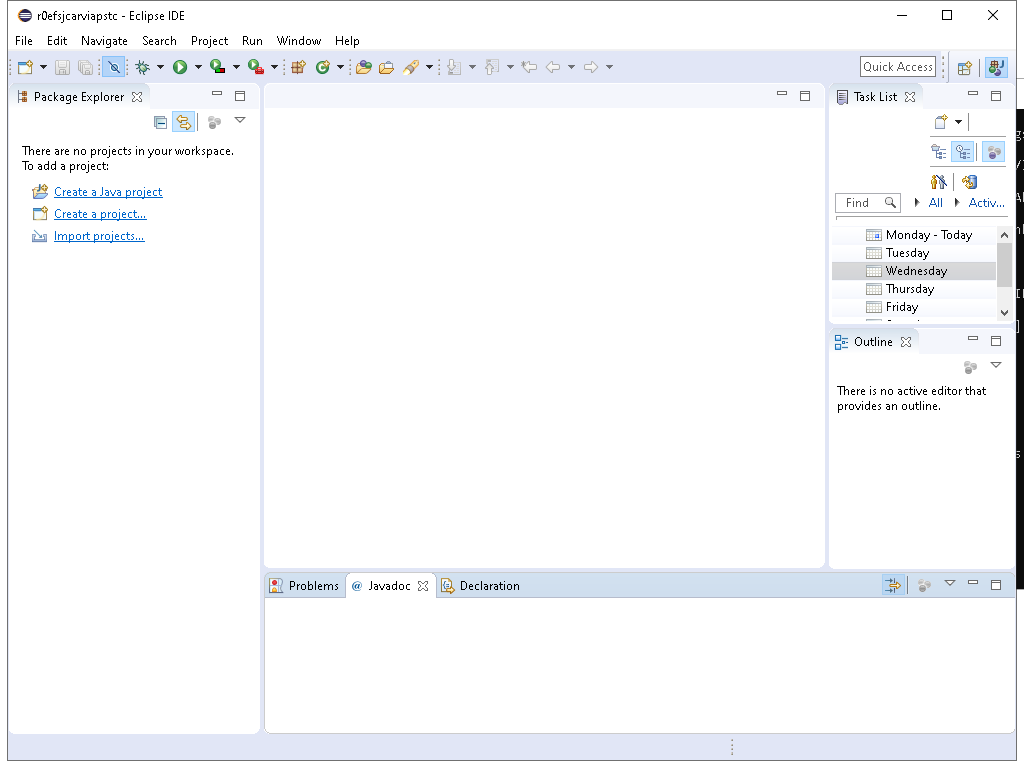 r0efsjcarviapstc - Eclipse IDE
File Edit Navigate Search Project Run Window Help
Quick Access
Package Explorer
There are no projects in your workspace.
To add a project:
Create a Java project
Create a project...
Import projects...
Task List
Find
All
Activ...
Monday - Today
Tuesday
Wednesday
Thursday
Friday
Outline
There is no active editor that
provides an outline.
Problems
@ Javadoc
Declaration